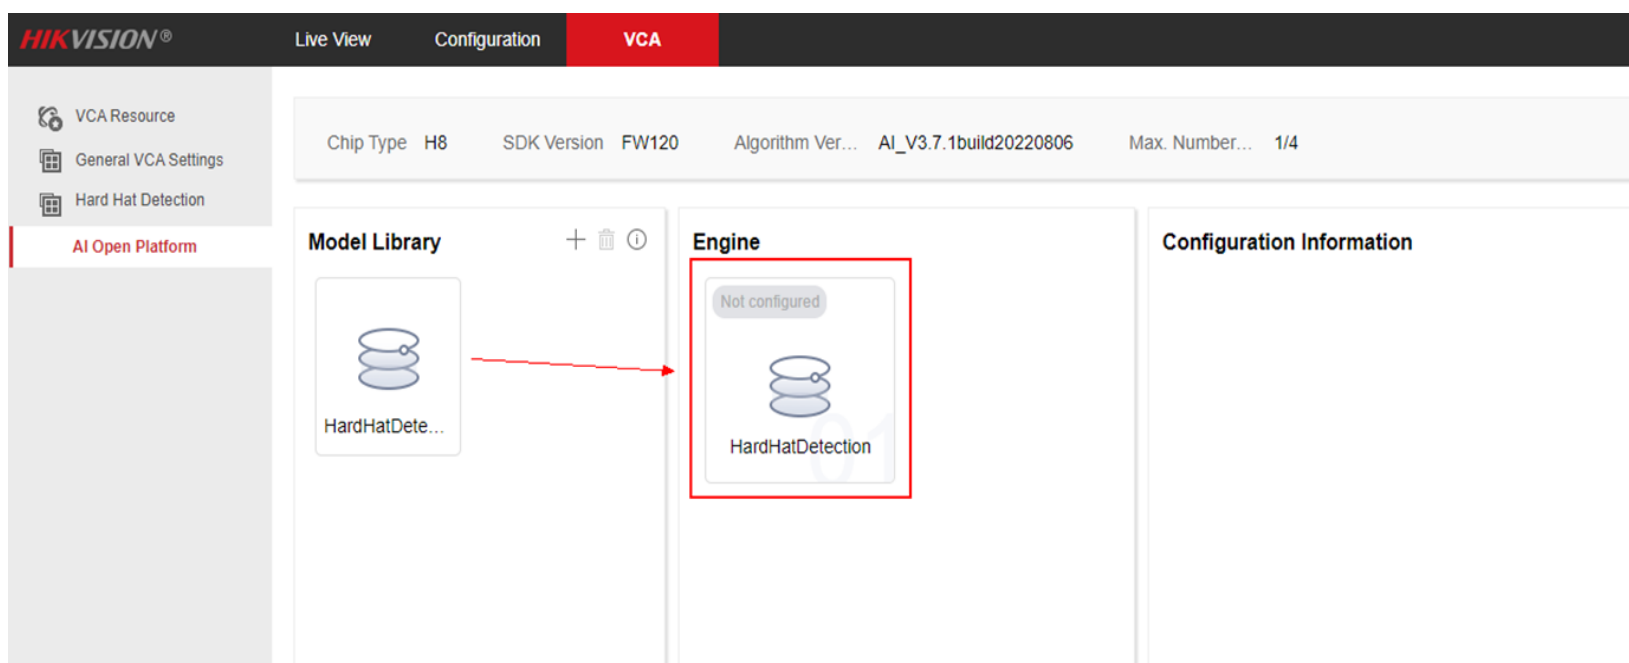 HIKVISION®
Live View Configuration VCA
VCA Resource
General VCA Settings
Hard Hat Detection
AI Open Platform
Chip Type H8 SDK Version FW120 Algorithm Ver... AI_V3.7.1build20220806 Max. Number... 1/4
Model Library
HardHatDete...
Engine
Not configured
01
HardHatDetection
Configuration Information